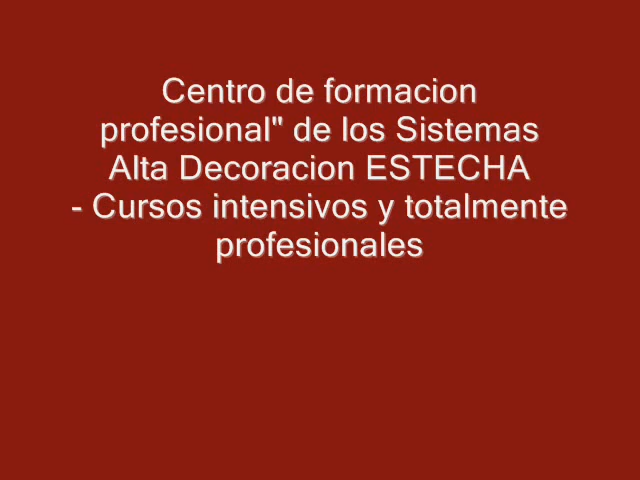 Centro de formacion
profesional" de los Sistemas
Alta Decoracion ESTECHA
- Cursos intensivos y totalmente
profesionales